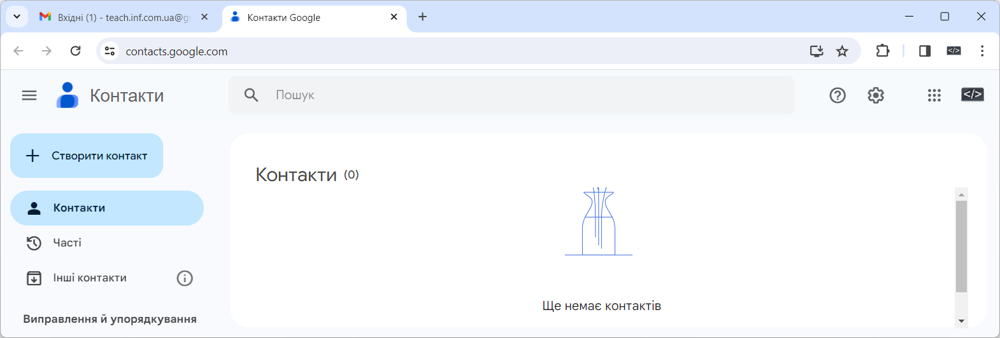 Вхідні (1) - teach.inf.com.ua@g
Контакти Google
contacts.google.com
Контакти
Пошук
</>
Створити контакт
Контакти (0)
Контакти
Часті
Інші контакти
Ще немає контактів
Виправлення й упорядкування